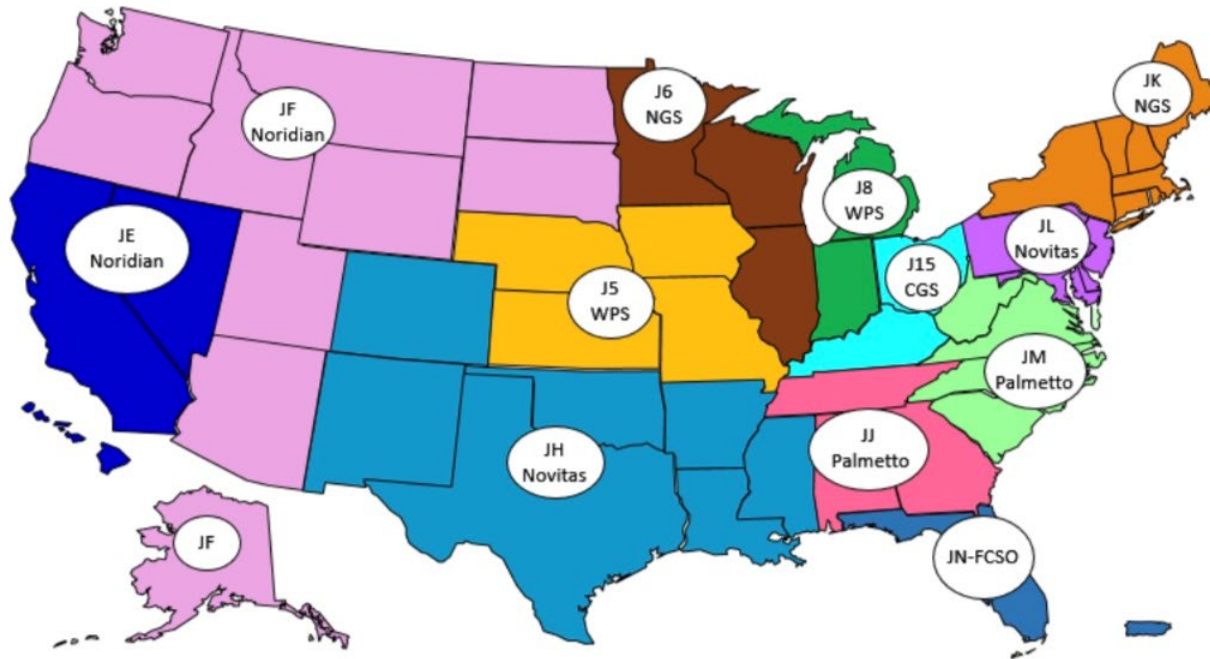 JF
Noridian
J6
NGS
JK
NGS
JE
Noridian
J8
WPS
JL
Novitas
J5
WPS
J15
CGS
JM
Palmetto
JH
Novitas
JJ
Palmetto
JF
JN-FCSO